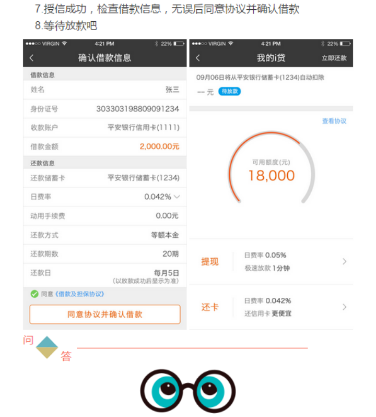 7.授信成功，检查借款信息，无误后同意协议并确认借款
8.等待放款吧
VIRGIN 4:21 PM 22%
确认借款信息
借款信息
姓名 张三
身份证号 303303198809091234
收款账户 平安银行信用卡(1111)
借款金额 2,000.00元
还款信息
还款储蓄卡 平安银行储蓄卡(1234)
日费率 0.042%
动用手续费 0.00元
还款方式 等额本金
还款期数 20期
还款日 每月5日
(以放款成功后显示为准)
同意《借款及担保协议》
同意协议并确认借款
VIRGIN 4:21 PM 22%
我的i贷 立即还款
09月06日将从平安银行储蓄卡(1234)自动扣除
-- 元 待放款
查看协议
可用额度(元)
18,000
提现
日费率 0.05%
极速放款 1分钟
还卡
日费率 0.042%
还信用卡 更便宜
问
答